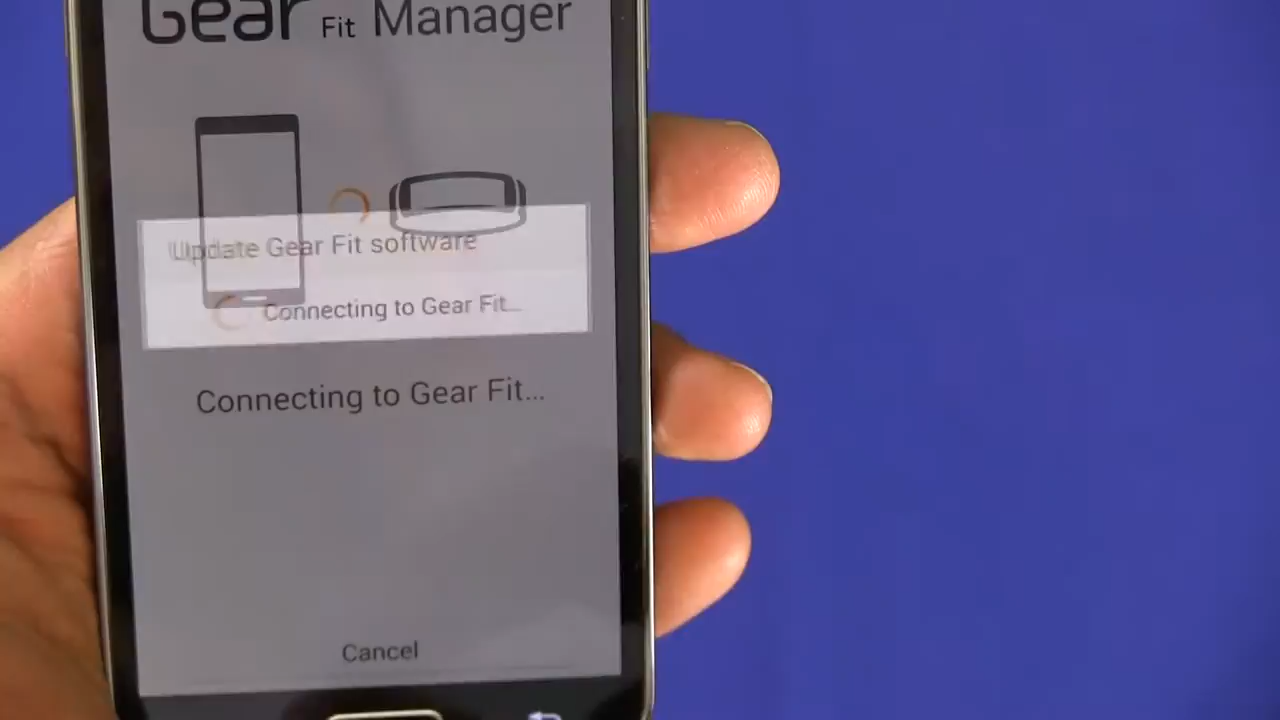 Gear Fit Manager
Update Gear Fit software
Connecting to Gear Fit...
Connecting to Gear Fit...
Cancel